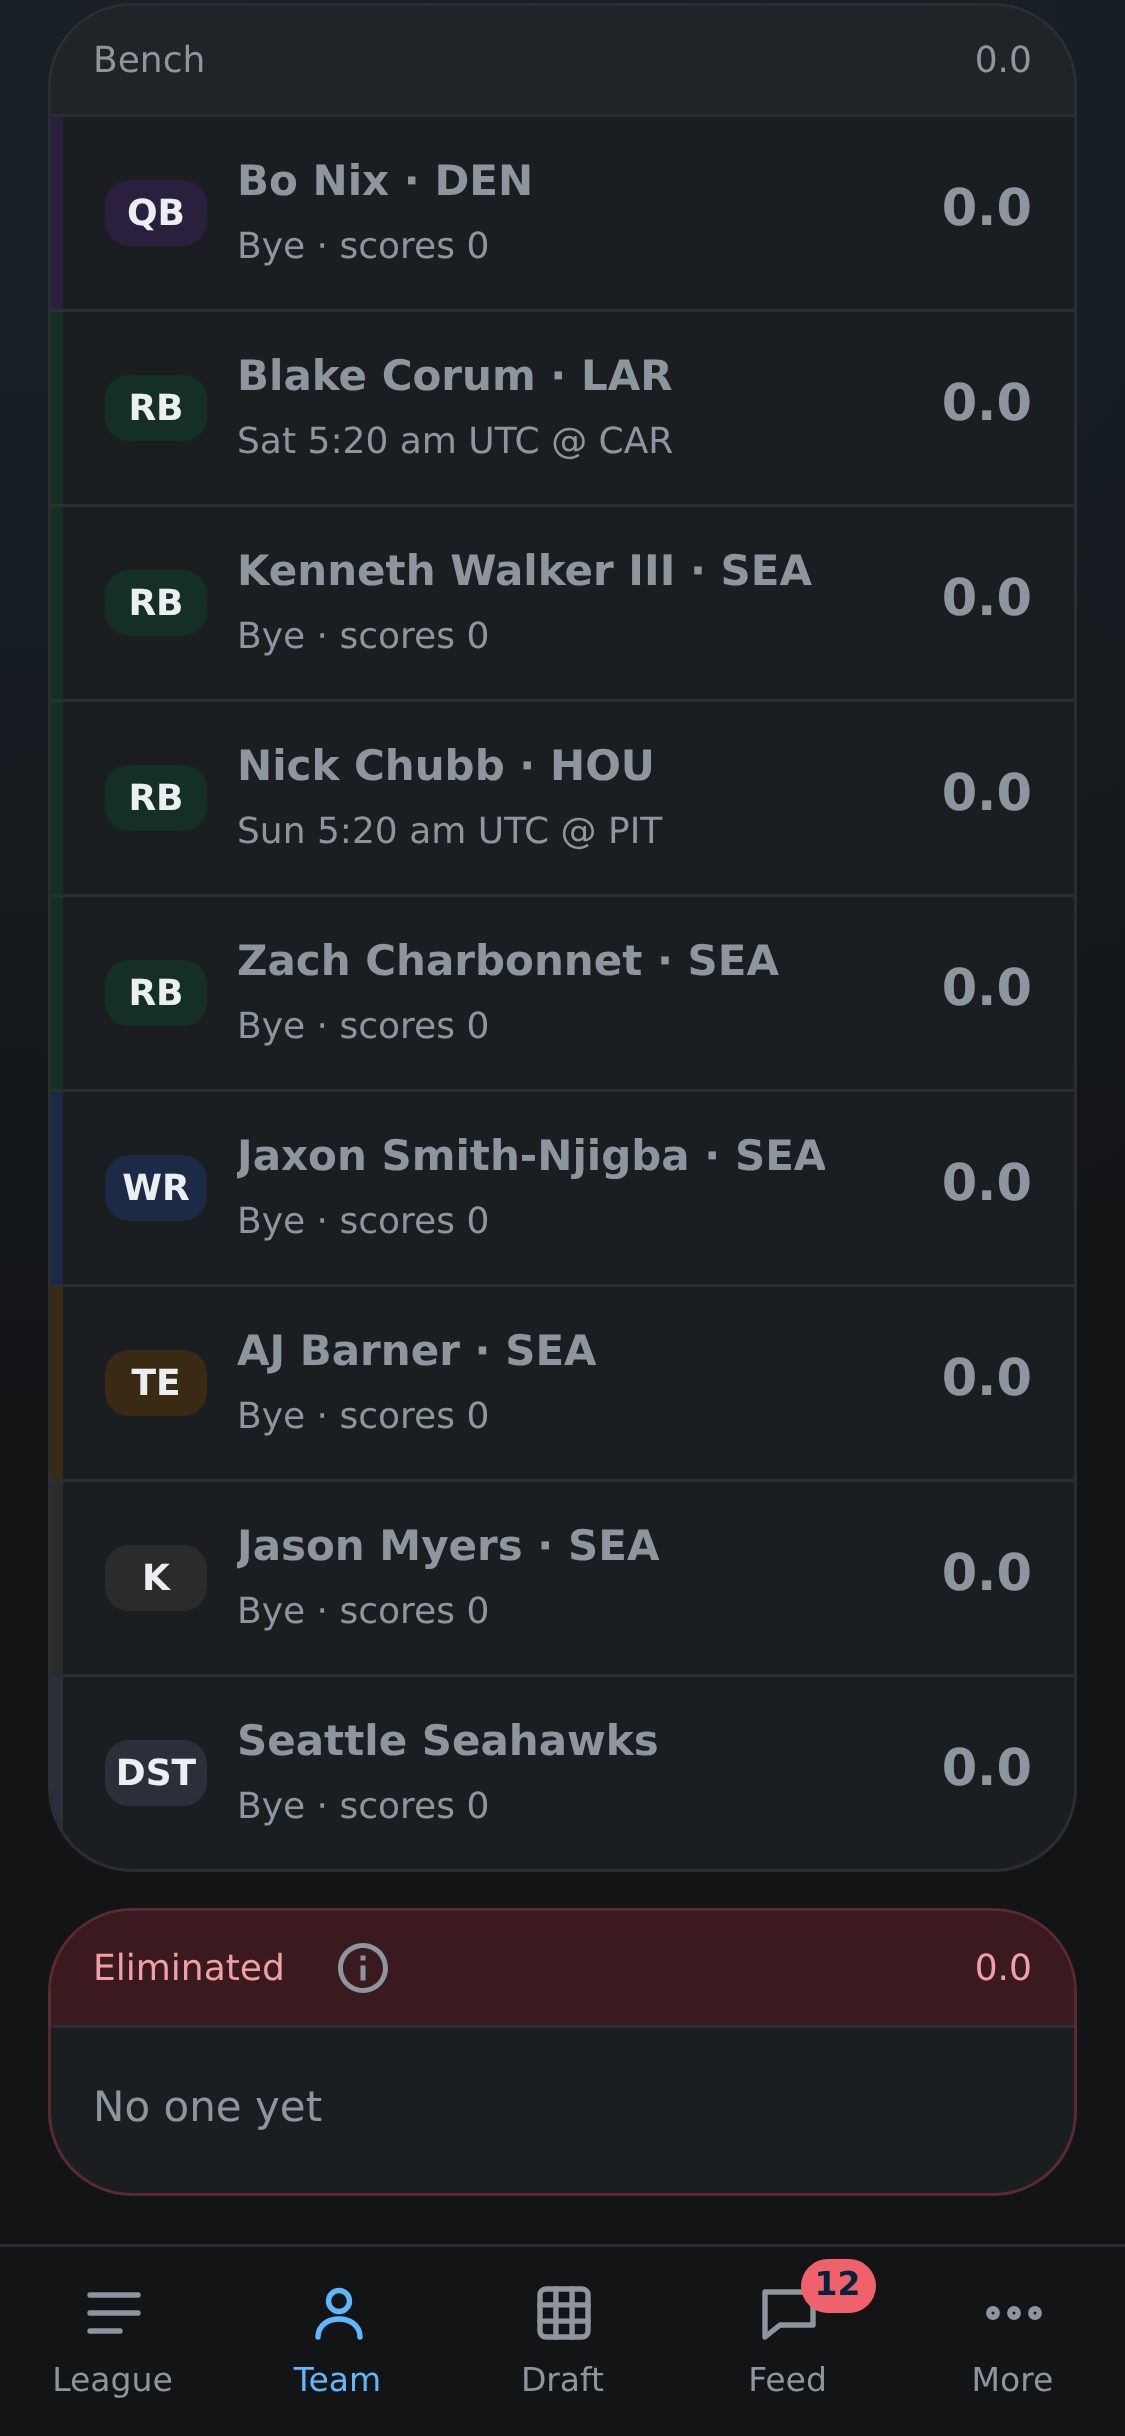 Bench 0.0
QB Bo Nix · DEN 0.0
Bye · scores 0
RB Blake Corum · LAR 0.0
Sat 5:20 am UTC @ CAR
RB Kenneth Walker III · SEA 0.0
Bye · scores 0
RB Nick Chubb · HOU 0.0
Sun 5:20 am UTC @ PIT
RB Zach Charbonnet · SEA 0.0
Bye · scores 0
WR Jaxon Smith-Njigba · SEA 0.0
Bye · scores 0
TE AJ Barner · SEA 0.0
Bye · scores 0
K Jason Myers · SEA 0.0
Bye · scores 0
DST Seattle Seahawks 0.0
Bye · scores 0
Eliminated 0.0
No one yet
12
League Team Draft Feed More